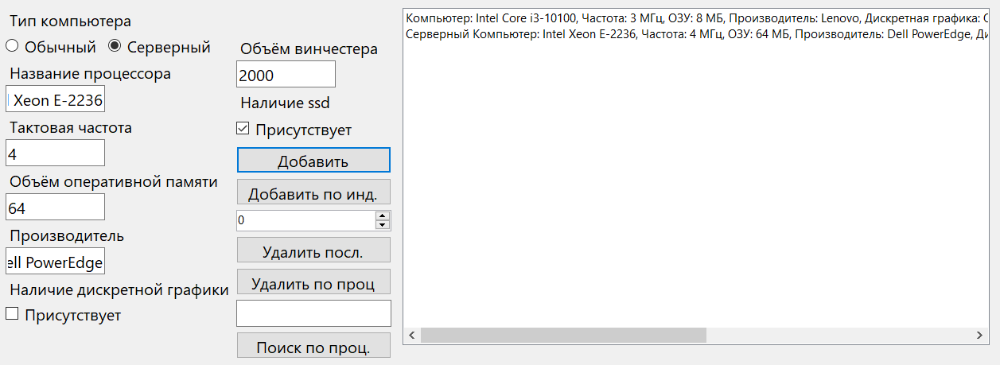 Тип компьютера
Обычный Серверный
Название процессора
Xeon E-2236
Тактовая частота
4
Объём оперативной памяти
64
Производитель
ell PowerEdge
Наличие дискретной графики
Присутствует
Объём винчестера
2000
Наличие ssd
Присутствует
Добавить
Добавить по инд.
0
Удалить посл.
Удалить по проц
Поиск по проц.
Компьютер: Intel Core i3-10100, Частота: 3 МГц, ОЗУ: 8 МБ, Производитель: Lenovo, Дискретная графика:
Серверный Компьютер: Intel Xeon E-2236, Частота: 4 МГц, ОЗУ: 64 МБ, Производитель: Dell PowerEdge,